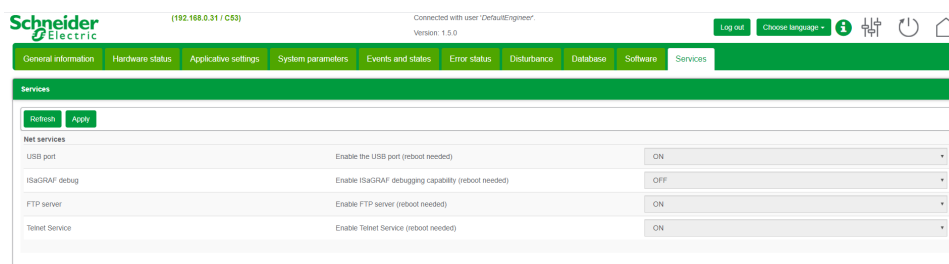 Schneider Electric
(192.168.0.31 / C53)
Connected with user 'DefaultEngineer'.
Version: 1.5.0
Log out
Choose language
General information Hardware status Applicative settings System parameters Events and states Error status Disturbance Database Software Services
Services
Refresh Apply
Net services
USB port Enable the USB port (reboot needed) ON
ISaGRAF debug Enable ISaGRAF debugging capability (reboot needed) OFF
FTP server Enable FTP server (reboot needed) ON
Telnet Service Enable Telnet Service (reboot needed) ON